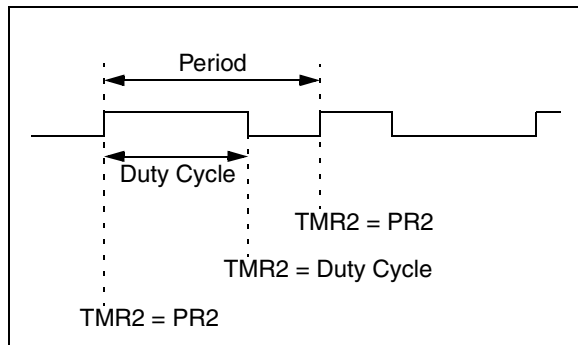 Period
Duty Cycle
TMR2 = PR2
TMR2 = Duty Cycle
TMR2 = PR2